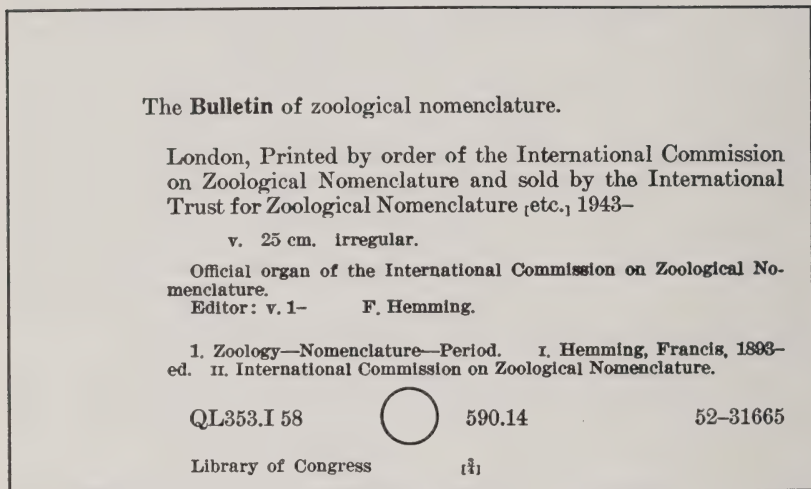 The Bulletin of zoological nomenclature.
London, Printed by order of the International Commission
on Zoological Nomenclature and sold by the International
Trust for Zoological Nomenclature [etc.] 1943–
v. 25 cm. irregular.
Official organ of the International Commission on Zoological No-
menclature.
Editor: v. 1– F. Hemming.
1. Zoology—Nomenclature—Period. I. Hemming, Francis, 1893–
ed. II. International Commission on Zoological Nomenclature.
QL353.I 58 590.14 52–31665
Library of Congress [¾]